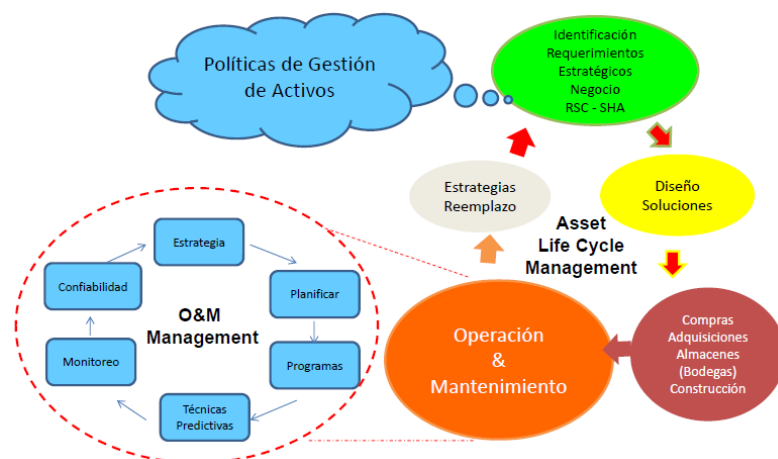 Políticas de Gestión
de Activos
Identificación
Requerimientos
Estratégicos
Negocio
RSC - SHA
Estrategias
Reemplazo
Diseño
Soluciones
Asset
Life Cycle
Management
Estrategia
Confiabilidad
Planificar
O&M
Management
Monitoreo
Programas
Técnicas
Predictivas
Operación
&
Mantenimiento
Compras
Adquisiciones
Almacenes
(Bodegas)
Construcción